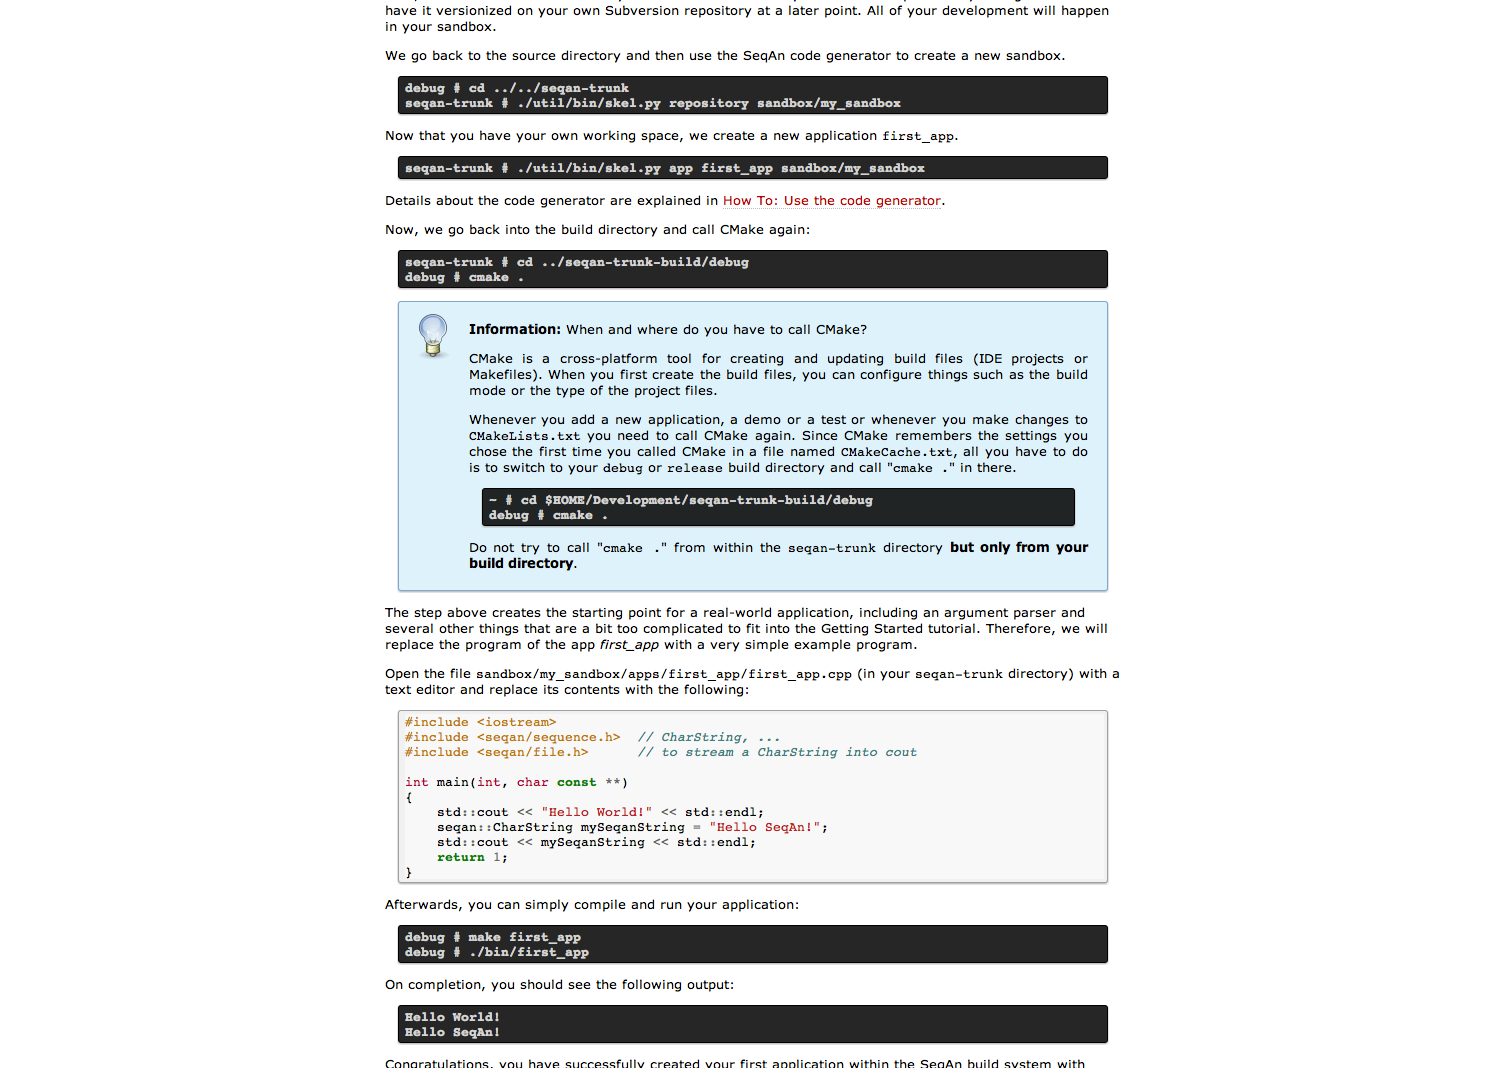 have it versionized on your own Subversion repository at a later point. All of your development will happen
in your sandbox.
We go back to the source directory and then use the SeqAn code generator to create a new sandbox.
debug # cd ../../seqan-trunk
seqan-trunk # ./util/bin/skel.py repository sandbox/my_sandbox
Now that you have your own working space, we create a new application first_app.
seqan-trunk # ./util/bin/skel.py app first_app sandbox/my_sandbox
Details about the code generator are explained in How To: Use the code generator.
Now, we go back into the build directory and call CMake again:
seqan-trunk # cd ../seqan-trunk-build/debug
debug # cmake .
Information: When and where do you have to call CMake?
CMake is a cross-platform tool for creating and updating build files (IDE projects or
Makefiles). When you first create the build files, you can configure things such as the build
mode or the type of the project files.
Whenever you add a new application, a demo or a test or whenever you make changes to
CMakeLists.txt you need to call CMake again. Since CMake remembers the settings you
chose the first time you called CMake in a file named CMakeCache.txt, all you have to do
is to switch to your debug or release build directory and call "cmake ." in there.
~ # cd $HOME/Development/seqan-trunk-build/debug
debug # cmake .
Do not try to call "cmake ." from within the seqan-trunk directory but only from your
build directory.
The step above creates the starting point for a real-world application, including an argument parser and
several other things that are a bit too complicated to fit into the Getting Started tutorial. Therefore, we will
replace the program of the app first_app with a very simple example program.
Open the file sandbox/my_sandbox/apps/first_app/first_app.cpp (in your seqan-trunk directory) with a
text editor and replace its contents with the following:
#include <iostream>
#include <seqan/sequence.h>  // CharString, ...
#include <seqan/file.h>      // to stream a CharString into cout
int main(int, char const **)
{
    std::cout << "Hello World!" << std::endl;
    seqan::CharString mySeqanString = "Hello SeqAn!";
    std::cout << mySeqanString << std::endl;
    return 1;
}
Afterwards, you can simply compile and run your application:
debug # make first_app
debug # ./bin/first_app
On completion, you should see the following output:
Hello World!
Hello SeqAn!
Congratulations, you have successfully created your first application within the SeqAn build system with